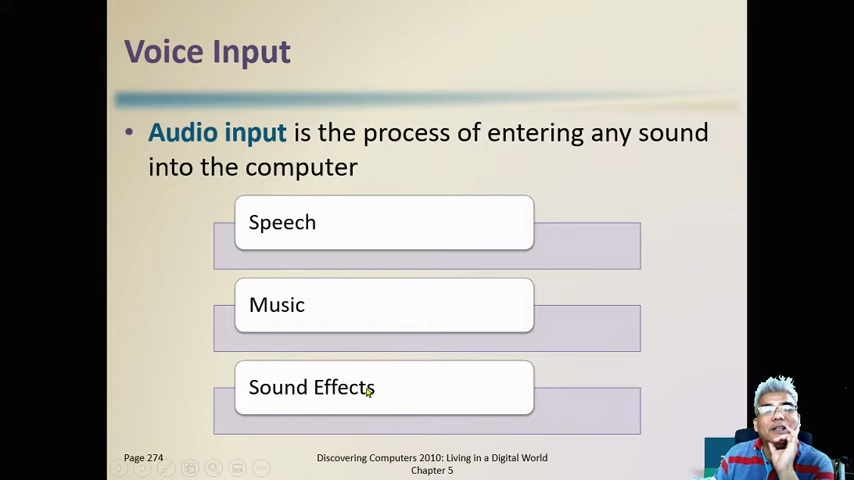 Voice Input
• Audio input is the process of entering any sound
into the computer
Speech
Music
Sound Effects
Page 274
Discovering Computers 2010: Living in a Digital World
Chapter 5